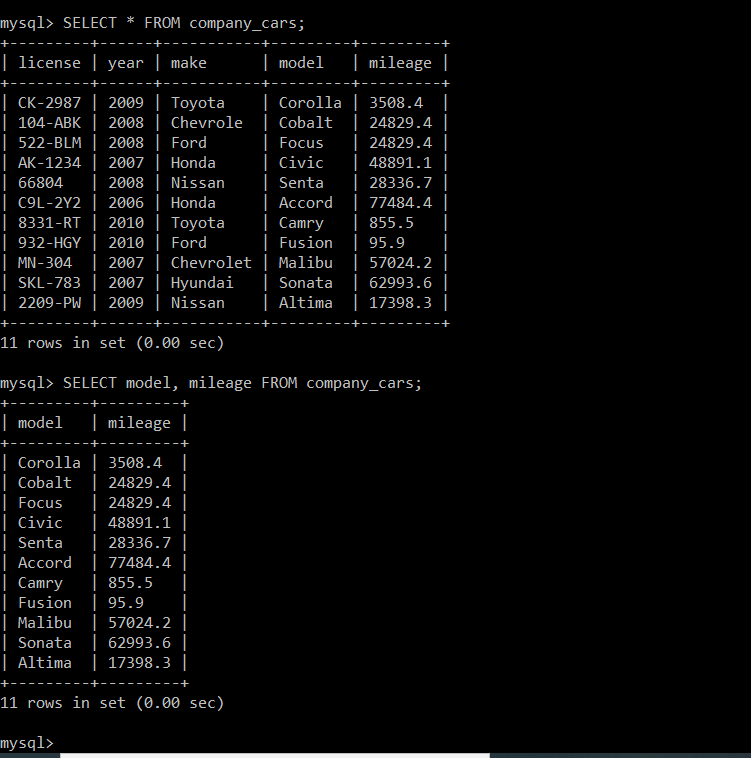 mysql> SELECT * FROM company_cars;
+---------+------+-----------+---------+---------+
| license | year | make      | model   | mileage |
+---------+------+-----------+---------+---------+
| CK-2987 | 2009 | Toyota    | Corolla | 3508.4  |
| 104-ABK | 2008 | Chevrole  | Cobalt  | 24829.4 |
| 522-BLM | 2008 | Ford      | Focus   | 24829.4 |
| AK-1234 | 2007 | Honda     | Civic   | 48891.1 |
| 66804   | 2008 | Nissan    | Senta   | 28336.7 |
| C9L-2Y2 | 2006 | Honda     | Accord  | 77484.4 |
| 8331-RT | 2010 | Toyota    | Camry   | 855.5   |
| 932-HGY | 2010 | Ford      | Fusion  | 95.9    |
| MN-304  | 2007 | Chevrolet | Malibu  | 57024.2 |
| SKL-783 | 2007 | Hyundai   | Sonata  | 62993.6 |
| 2209-PW | 2009 | Nissan    | Altima  | 17398.3 |
+---------+------+-----------+---------+---------+
11 rows in set (0.00 sec)

mysql> SELECT model, mileage FROM company_cars;
+---------+---------+
| model   | mileage |
+---------+---------+
| Corolla | 3508.4  |
| Cobalt  | 24829.4 |
| Focus   | 24829.4 |
| Civic   | 48891.1 |
| Senta   | 28336.7 |
| Accord  | 77484.4 |
| Camry   | 855.5   |
| Fusion  | 95.9    |
| Malibu  | 57024.2 |
| Sonata  | 62993.6 |
| Altima  | 17398.3 |
+---------+---------+
11 rows in set (0.00 sec)

mysql>